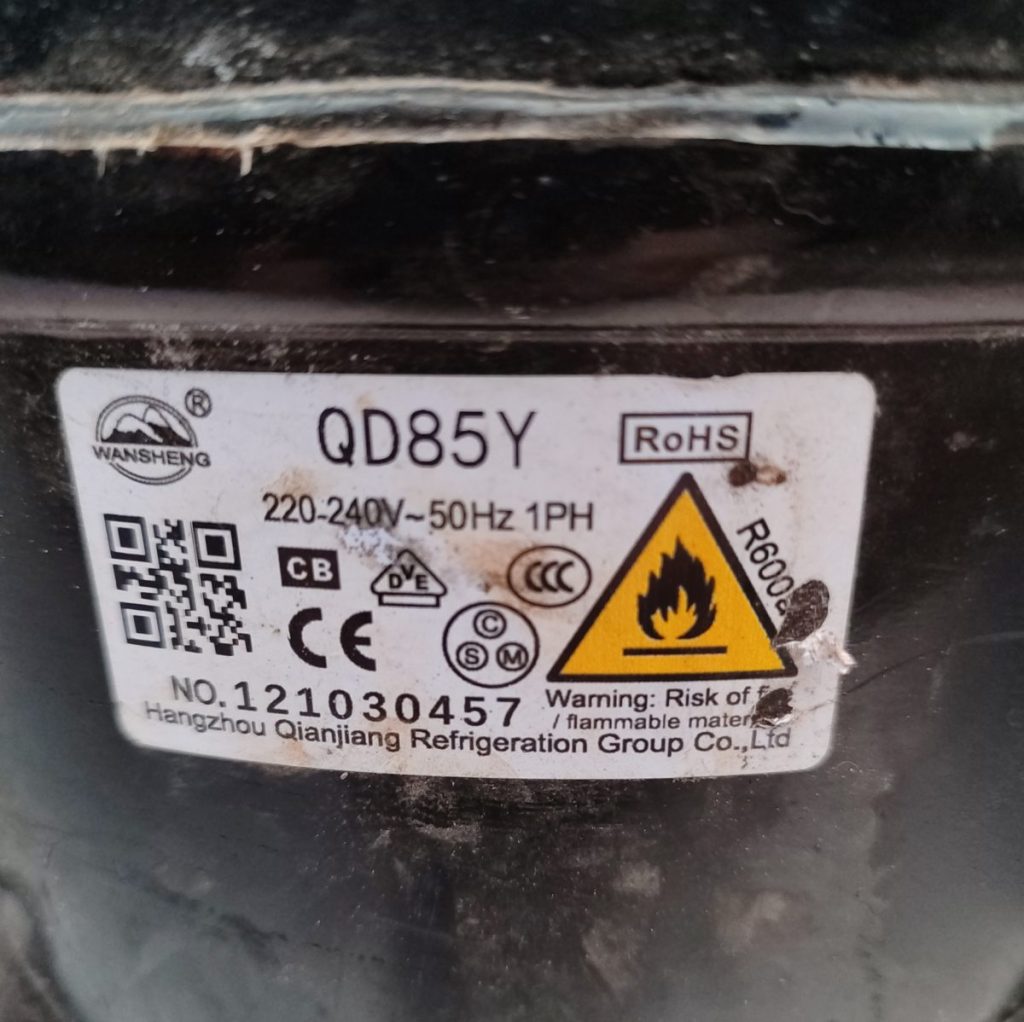 WANSHENG ®
QD85Y
RoHS
220-240V~50Hz 1PH
R600a
CB
DVE
CCC
CE
C
S M
NO.121030457
Warning: Risk of
/ flammable
Hangzhou Qianjiang Refrigeration Group Co.,Ltd